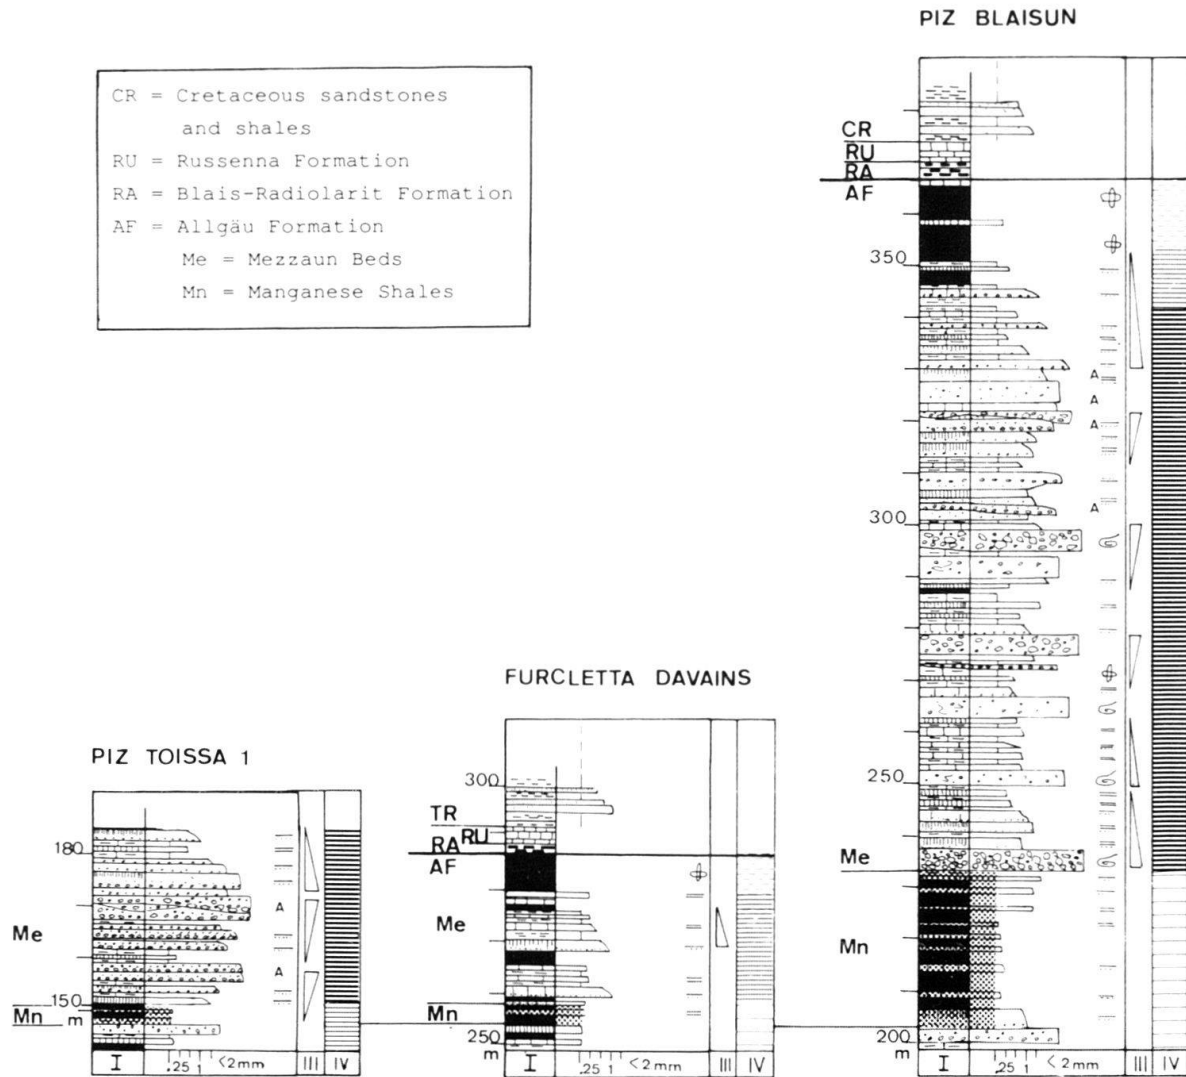 PIZ BLAISUN
CR = Cretaceous sandstones
and shales
RU = Russenna Formation
RA = Blais-Radiolarit Formation
AF = Allgäu Formation
Me = Mezzaun Beds
Mn = Manganese Shales
CR
RU
RA
AF
350
A
A
A
A
300
250
Me
Mn
200
m
I
.25 1 <2mm
III
IV
FURCLETTA DAVAINS
300
TR
RA RU
AF
Me
Mn
250
m
I
.25 1 <2mm
III
IV
PIZ TOISSA 1
180
A
Me
A
150
Mn m
I
.25 1 <2mm
III
IV